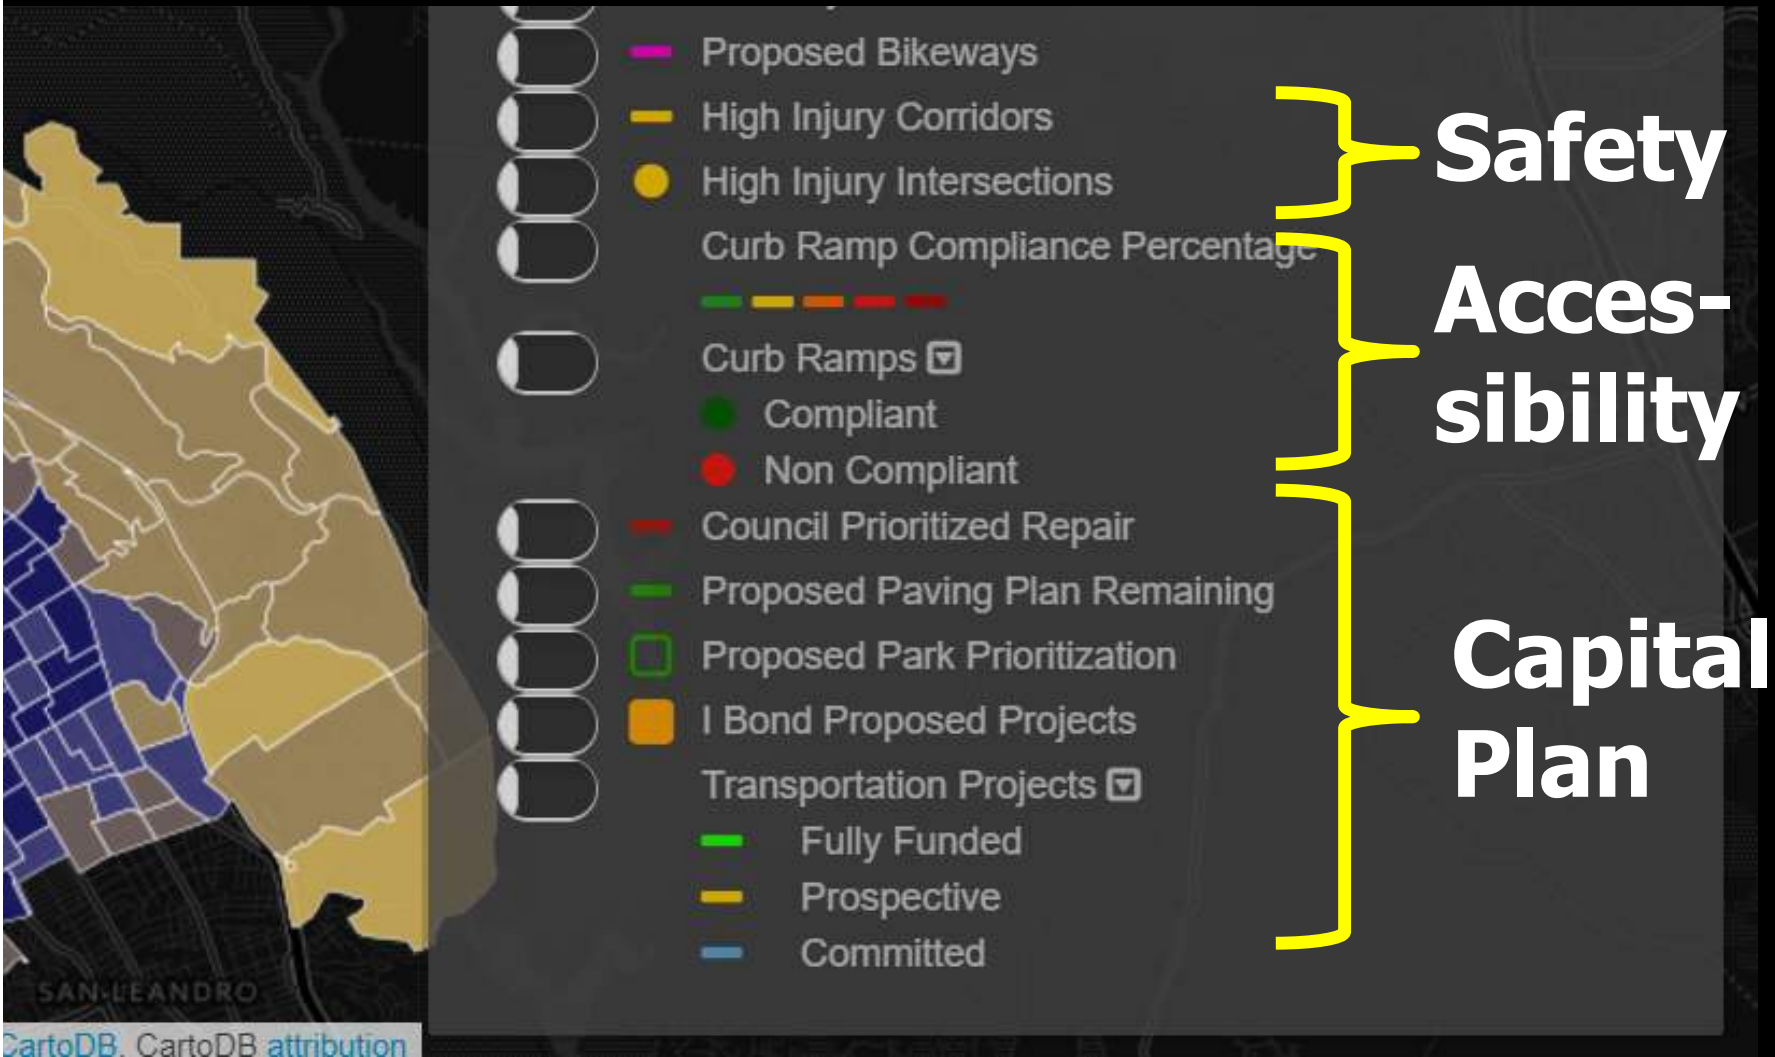 Proposed Bikeways
High Injury Corridors
High Injury Intersections
Safety
Curb Ramp Compliance Percentage
Curb Ramps
Compliant
Non Compliant
Acces-
sibility
Council Prioritized Repair
Proposed Paving Plan Remaining
Proposed Park Prioritization
I Bond Proposed Projects
Transportation Projects
Fully Funded
Prospective
Committed
Capital
Plan
SAN LEANDRO
CartoDB, CartoDB attribution